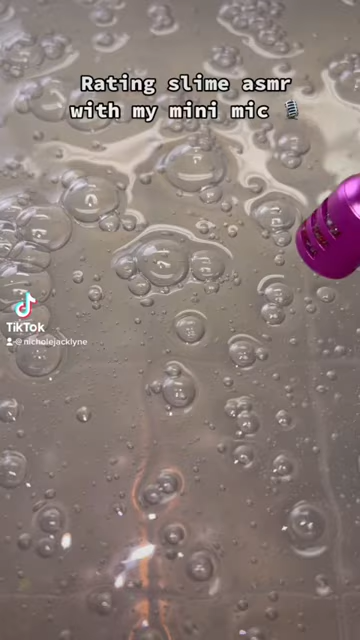 Rating slime asmr
with my mini mic 🎙️
TikTok
@nicholejacklyne